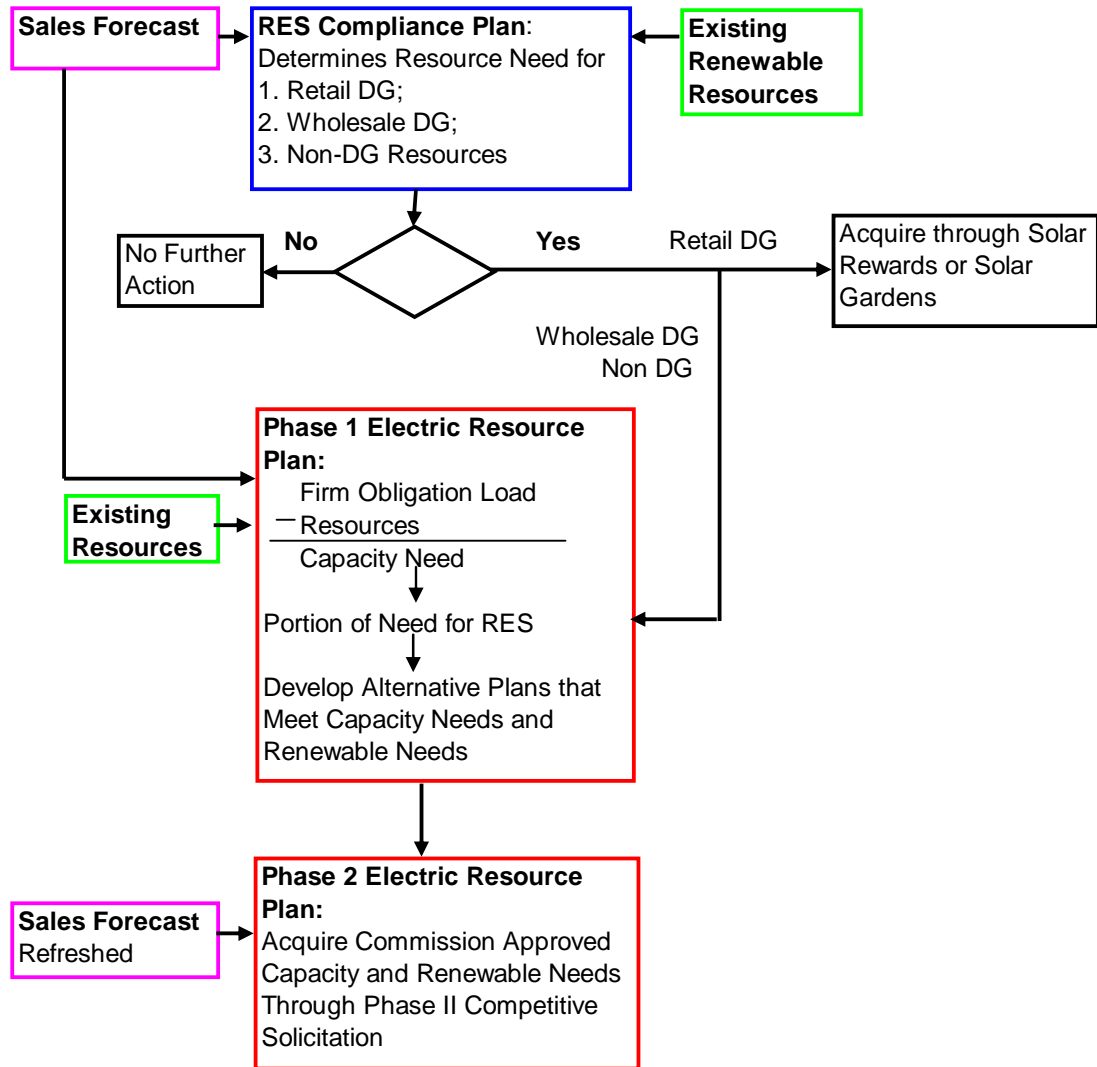 Sales Forecast
RES Compliance Plan:
Determines Resource Need for
1. Retail DG;
2. Wholesale DG;
3. Non-DG Resources
Existing
Renewable
Resources
No Further
Action
No
Yes
Retail DG
Acquire through Solar
Rewards or Solar
Gardens
Wholesale DG
Non DG
Phase 1 Electric Resource
Plan:
Firm Obligation Load
— Resources
Capacity Need
Portion of Need for RES
Develop Alternative Plans that
Meet Capacity Needs and
Renewable Needs
Existing
Resources
Phase 2 Electric Resource
Plan:
Acquire Commission Approved
Capacity and Renewable Needs
Through Phase II Competitive
Solicitation
Sales Forecast
Refreshed